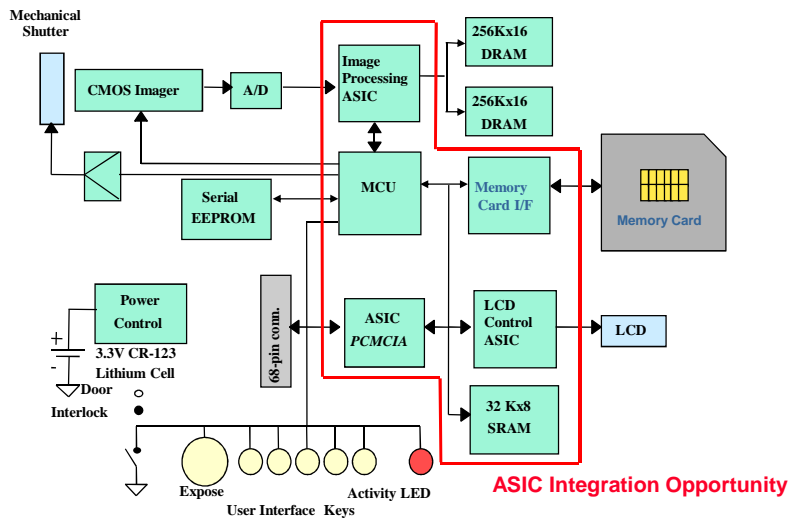 Mechanical
Shutter
CMOS Imager
A/D
Image
Processing
ASIC
256Kx16
DRAM
256Kx16
DRAM
MCU
Serial
EEPROM
Memory
Card I/F
Memory Card
Power
Control
+
-
3.3V CR-123
Lithium Cell
Door
Interlock
68-pin conn.
ASIC
PCMCIA
LCD
Control
ASIC
LCD
32 Kx8
SRAM
Expose
User Interface Keys
Activity LED
ASIC Integration Opportunity